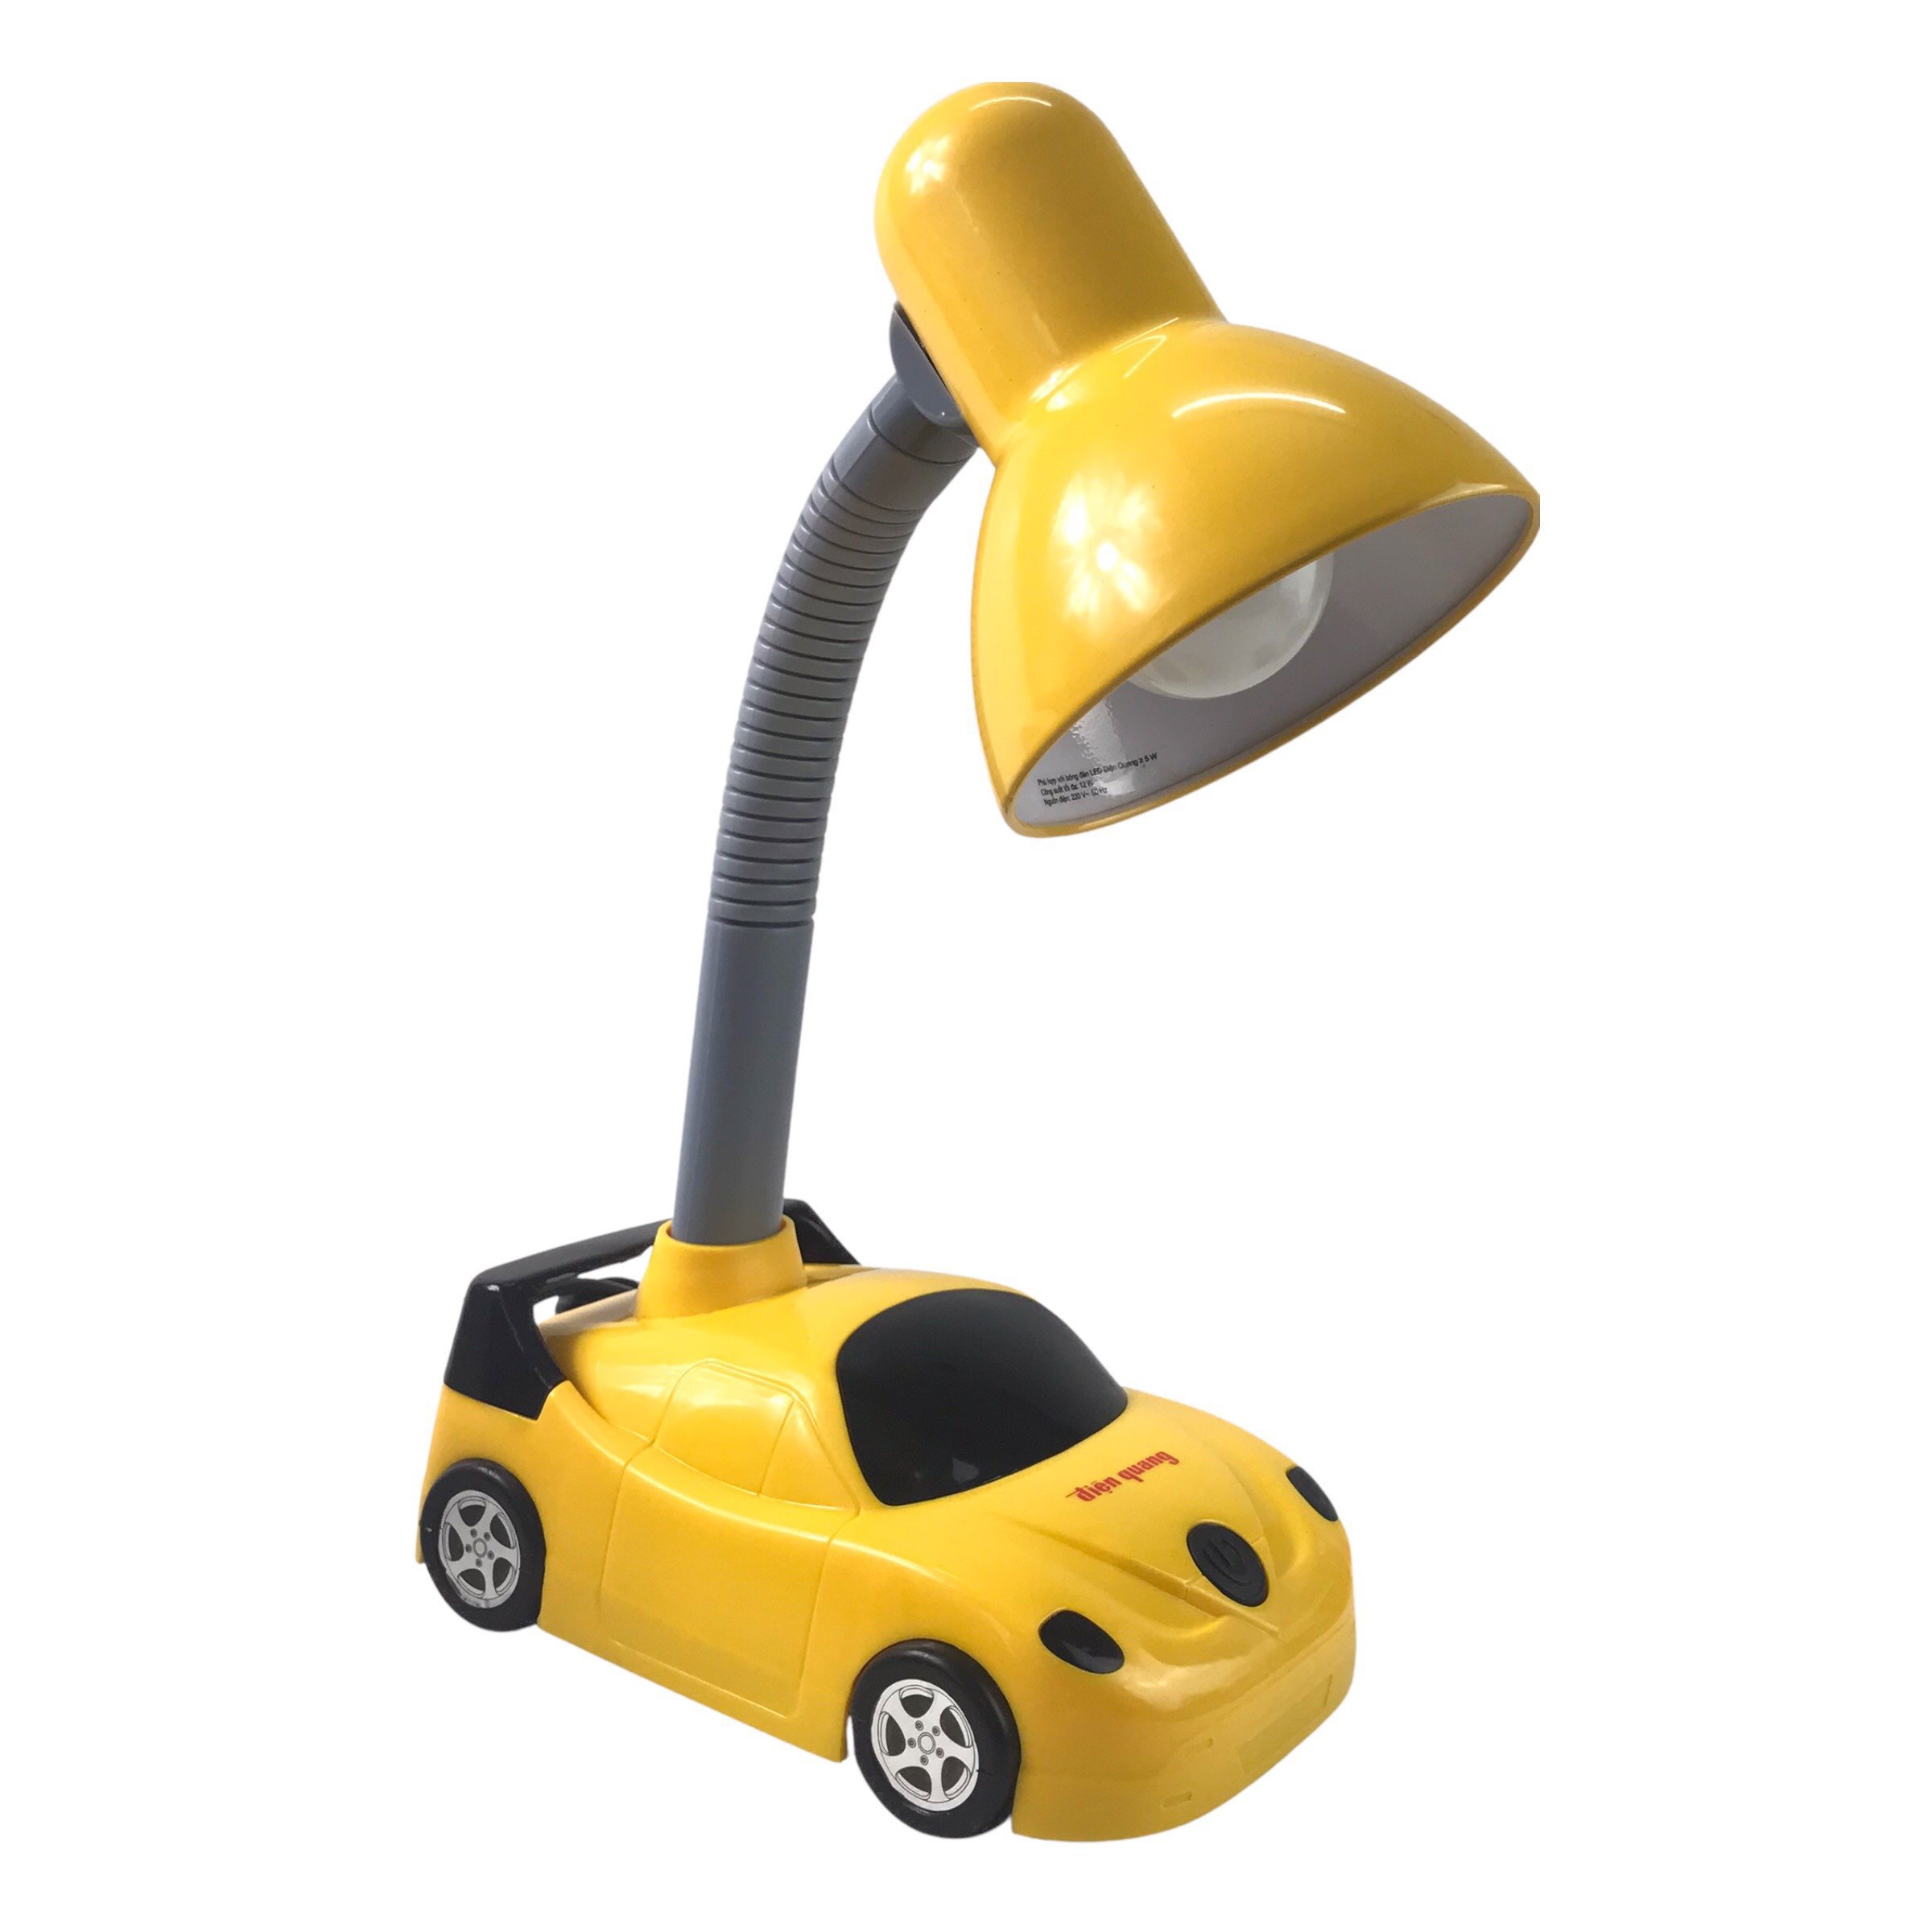 Phù hợp với bóng đèn LED Điện Quang ≥ 5 W
Công suất tối đa: 12 W
Nguồn điện: 220 V~ 50 Hz
điện quang